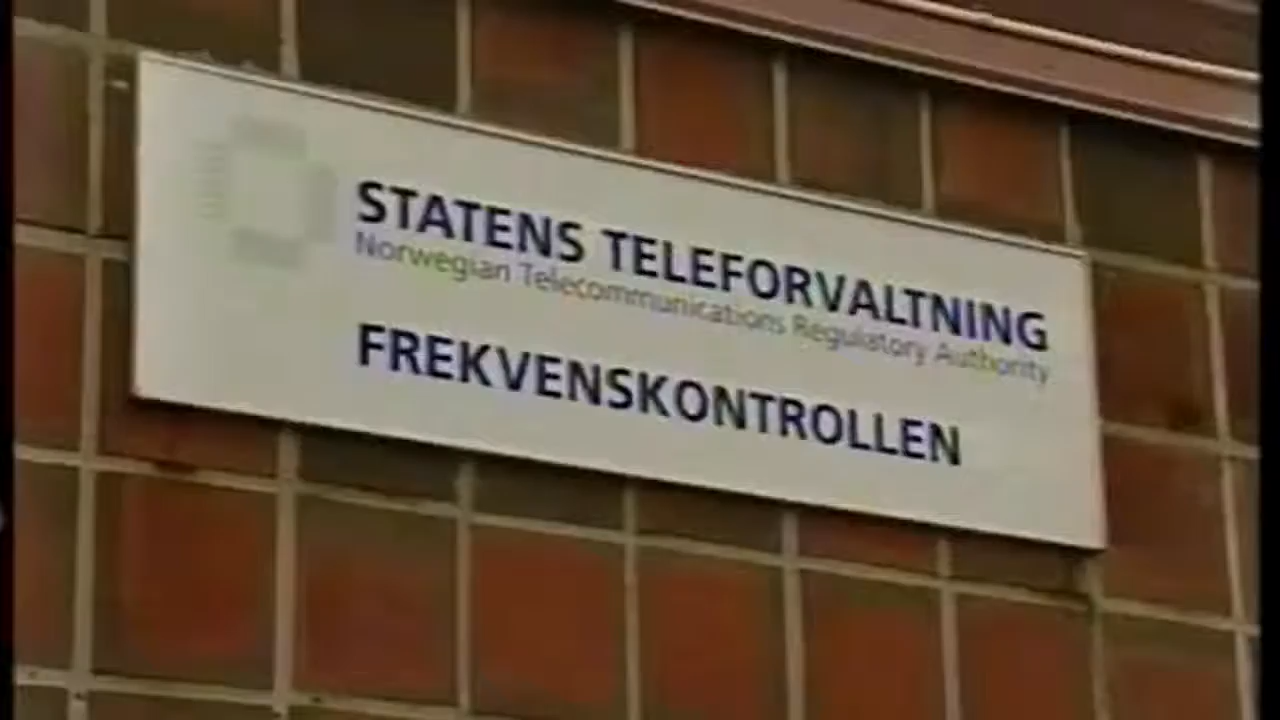 STATENS TELEFORVALTNING
Norwegian Telecommunications Regulatory Authority
FREKVENSKONTROLLEN